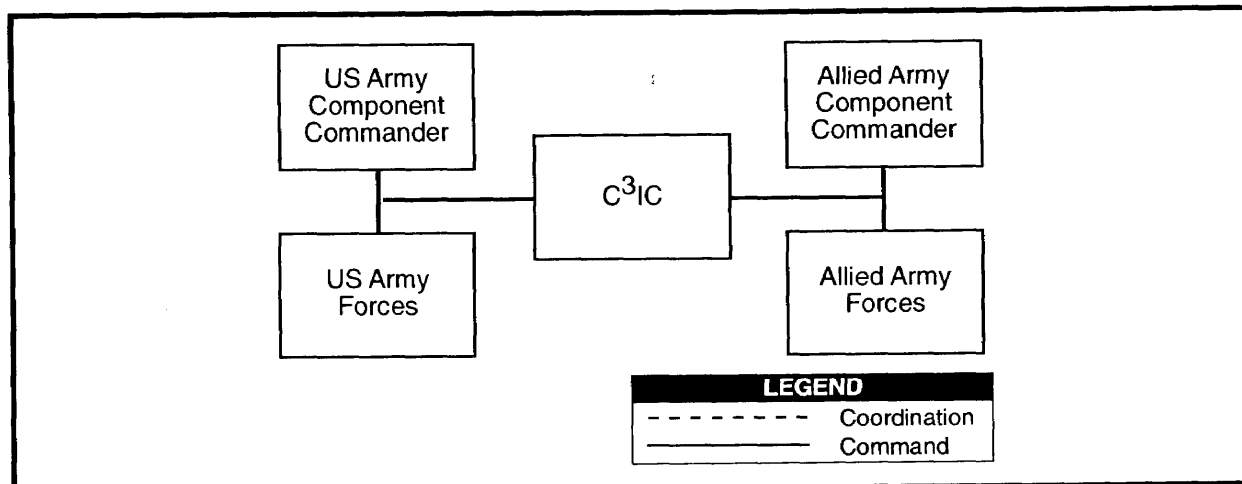 US Army
Component
Commander
Allied Army
Component
Commander
C³IC
US Army
Forces
Allied Army
Forces
LEGEND
Coordination
Command